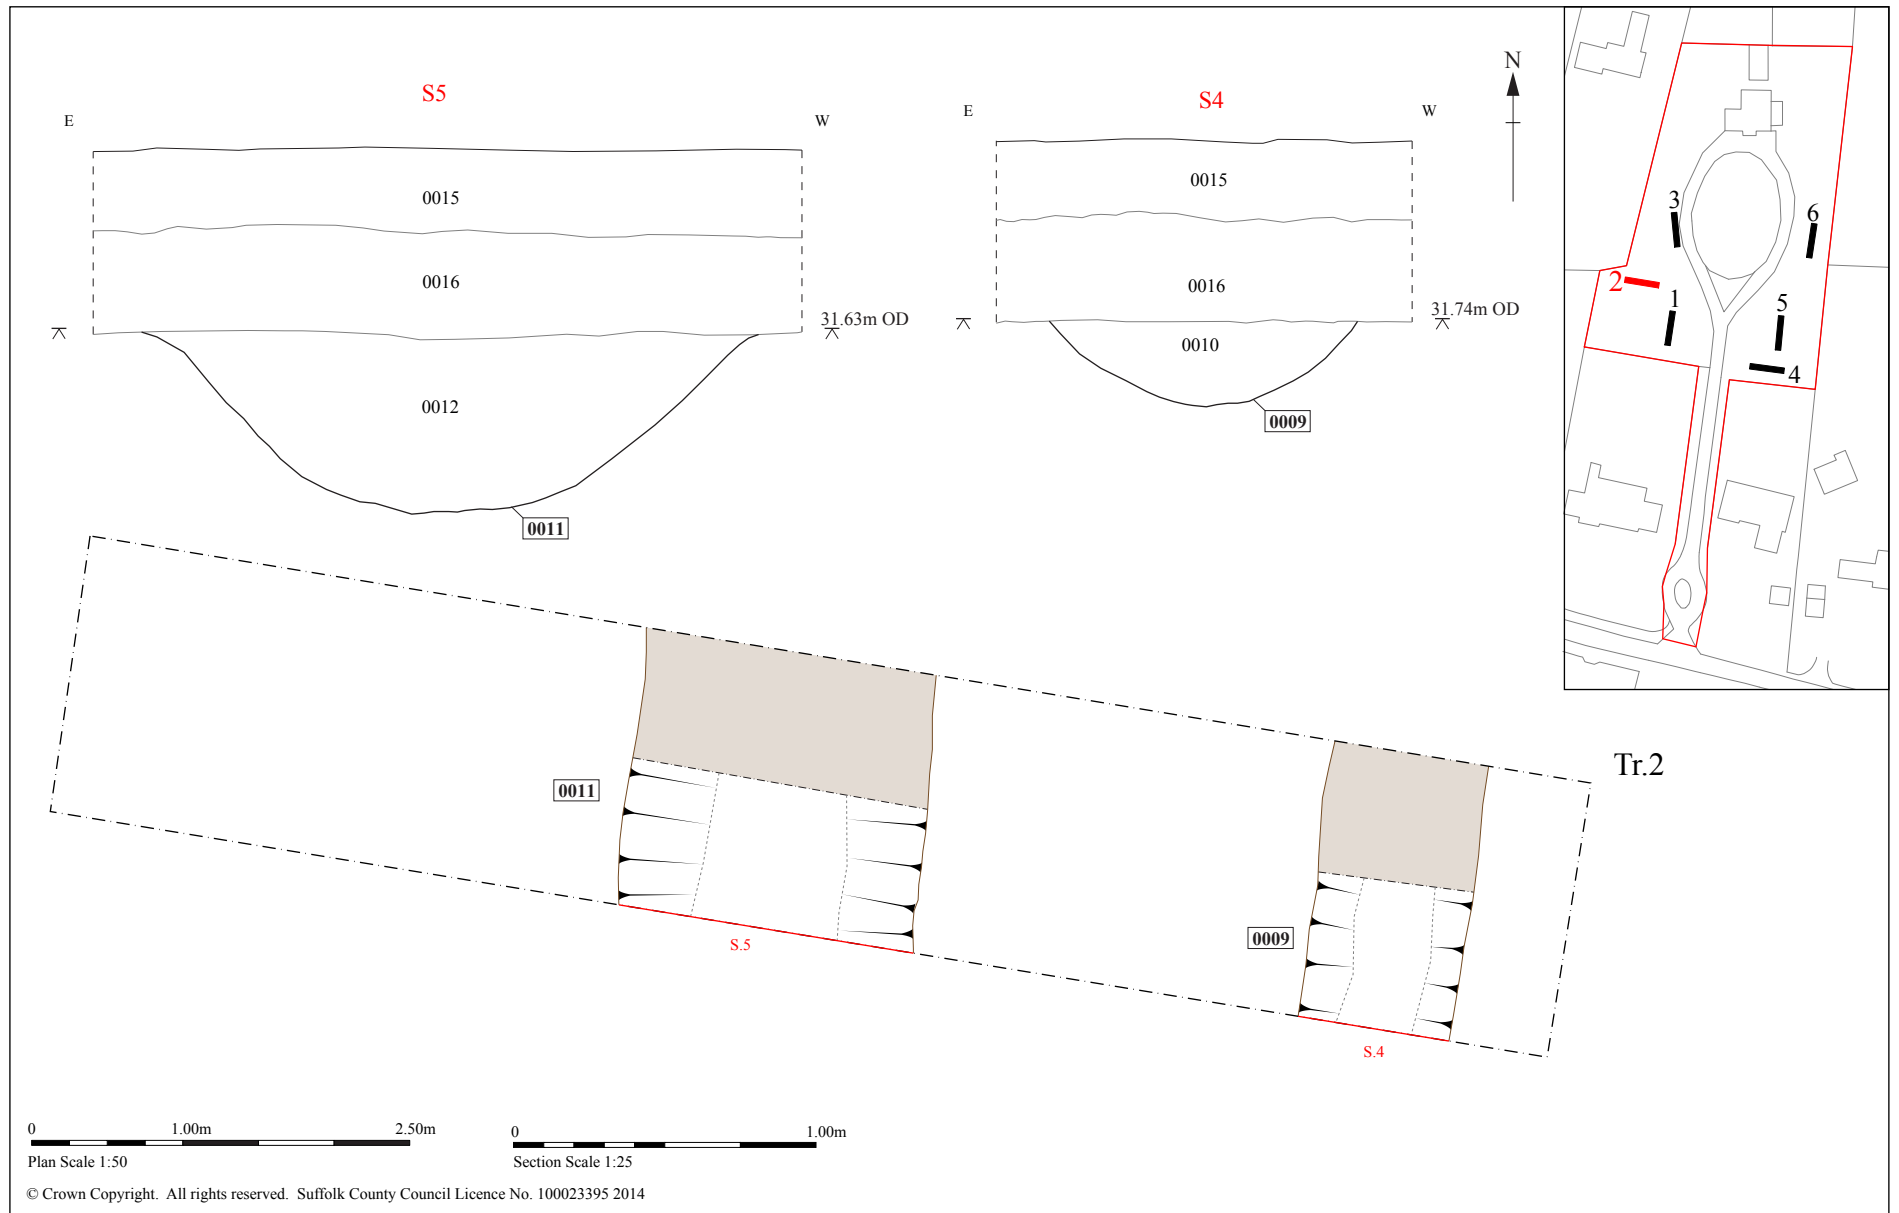 S5
S4
N
E
W
E
W
0015
0015
0016
0016
31.63m OD
31.74m OD
0012
0010
0011
0009
3
6
2
1
5
4
Tr.2
0011
0009
S.5
S.4
0 1.00m 2.50m
Plan Scale 1:50
0 1.00m
Section Scale 1:25
© Crown Copyright. All rights reserved. Suffolk County Council Licence No. 100023395 2014